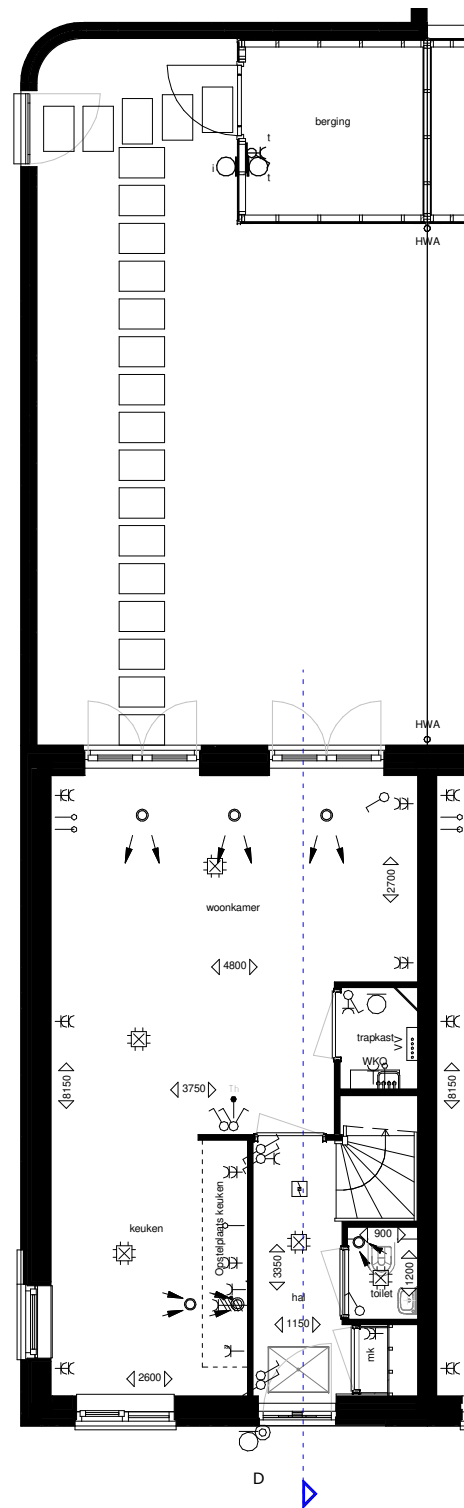 berging
t
i
t
HWA
HWA
2700
woonkamer
4800
trapkast
VV
WKO
8150
8150
3750
Th
keuken
Opstelplaats keuken
900
3350
1200
toilet
hal
1150
mk
2600
D